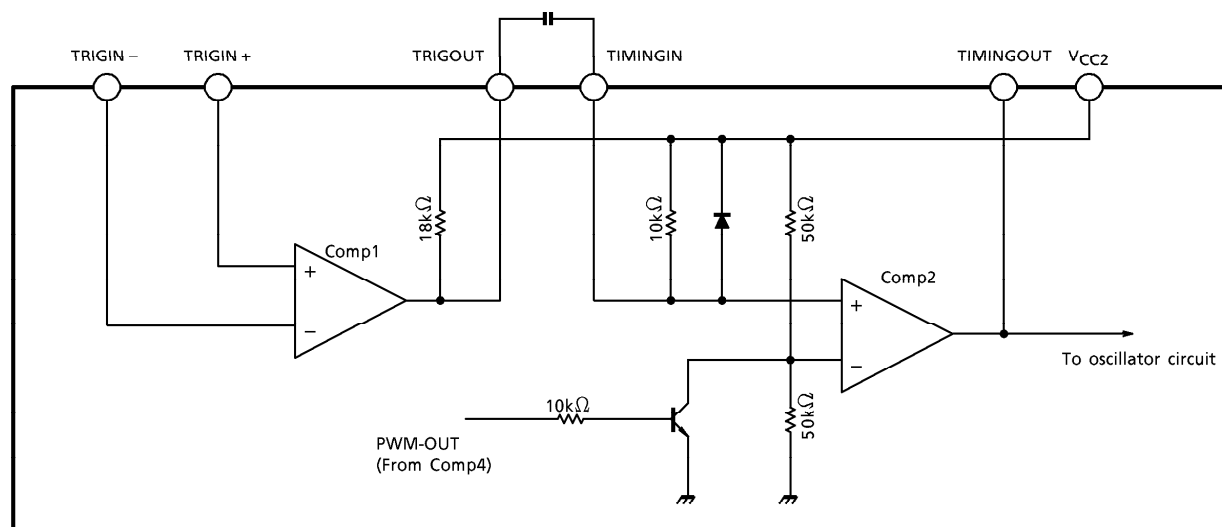 TRIGIN −
TRIGIN +
TRIGOUT
TIMINGIN
TIMINGOUT
VCC2
18kΩ
10kΩ
50kΩ
Comp1
+
−
Comp2
+
−
To oscillator circuit
10kΩ
50kΩ
PWM-OUT
(From Comp4)